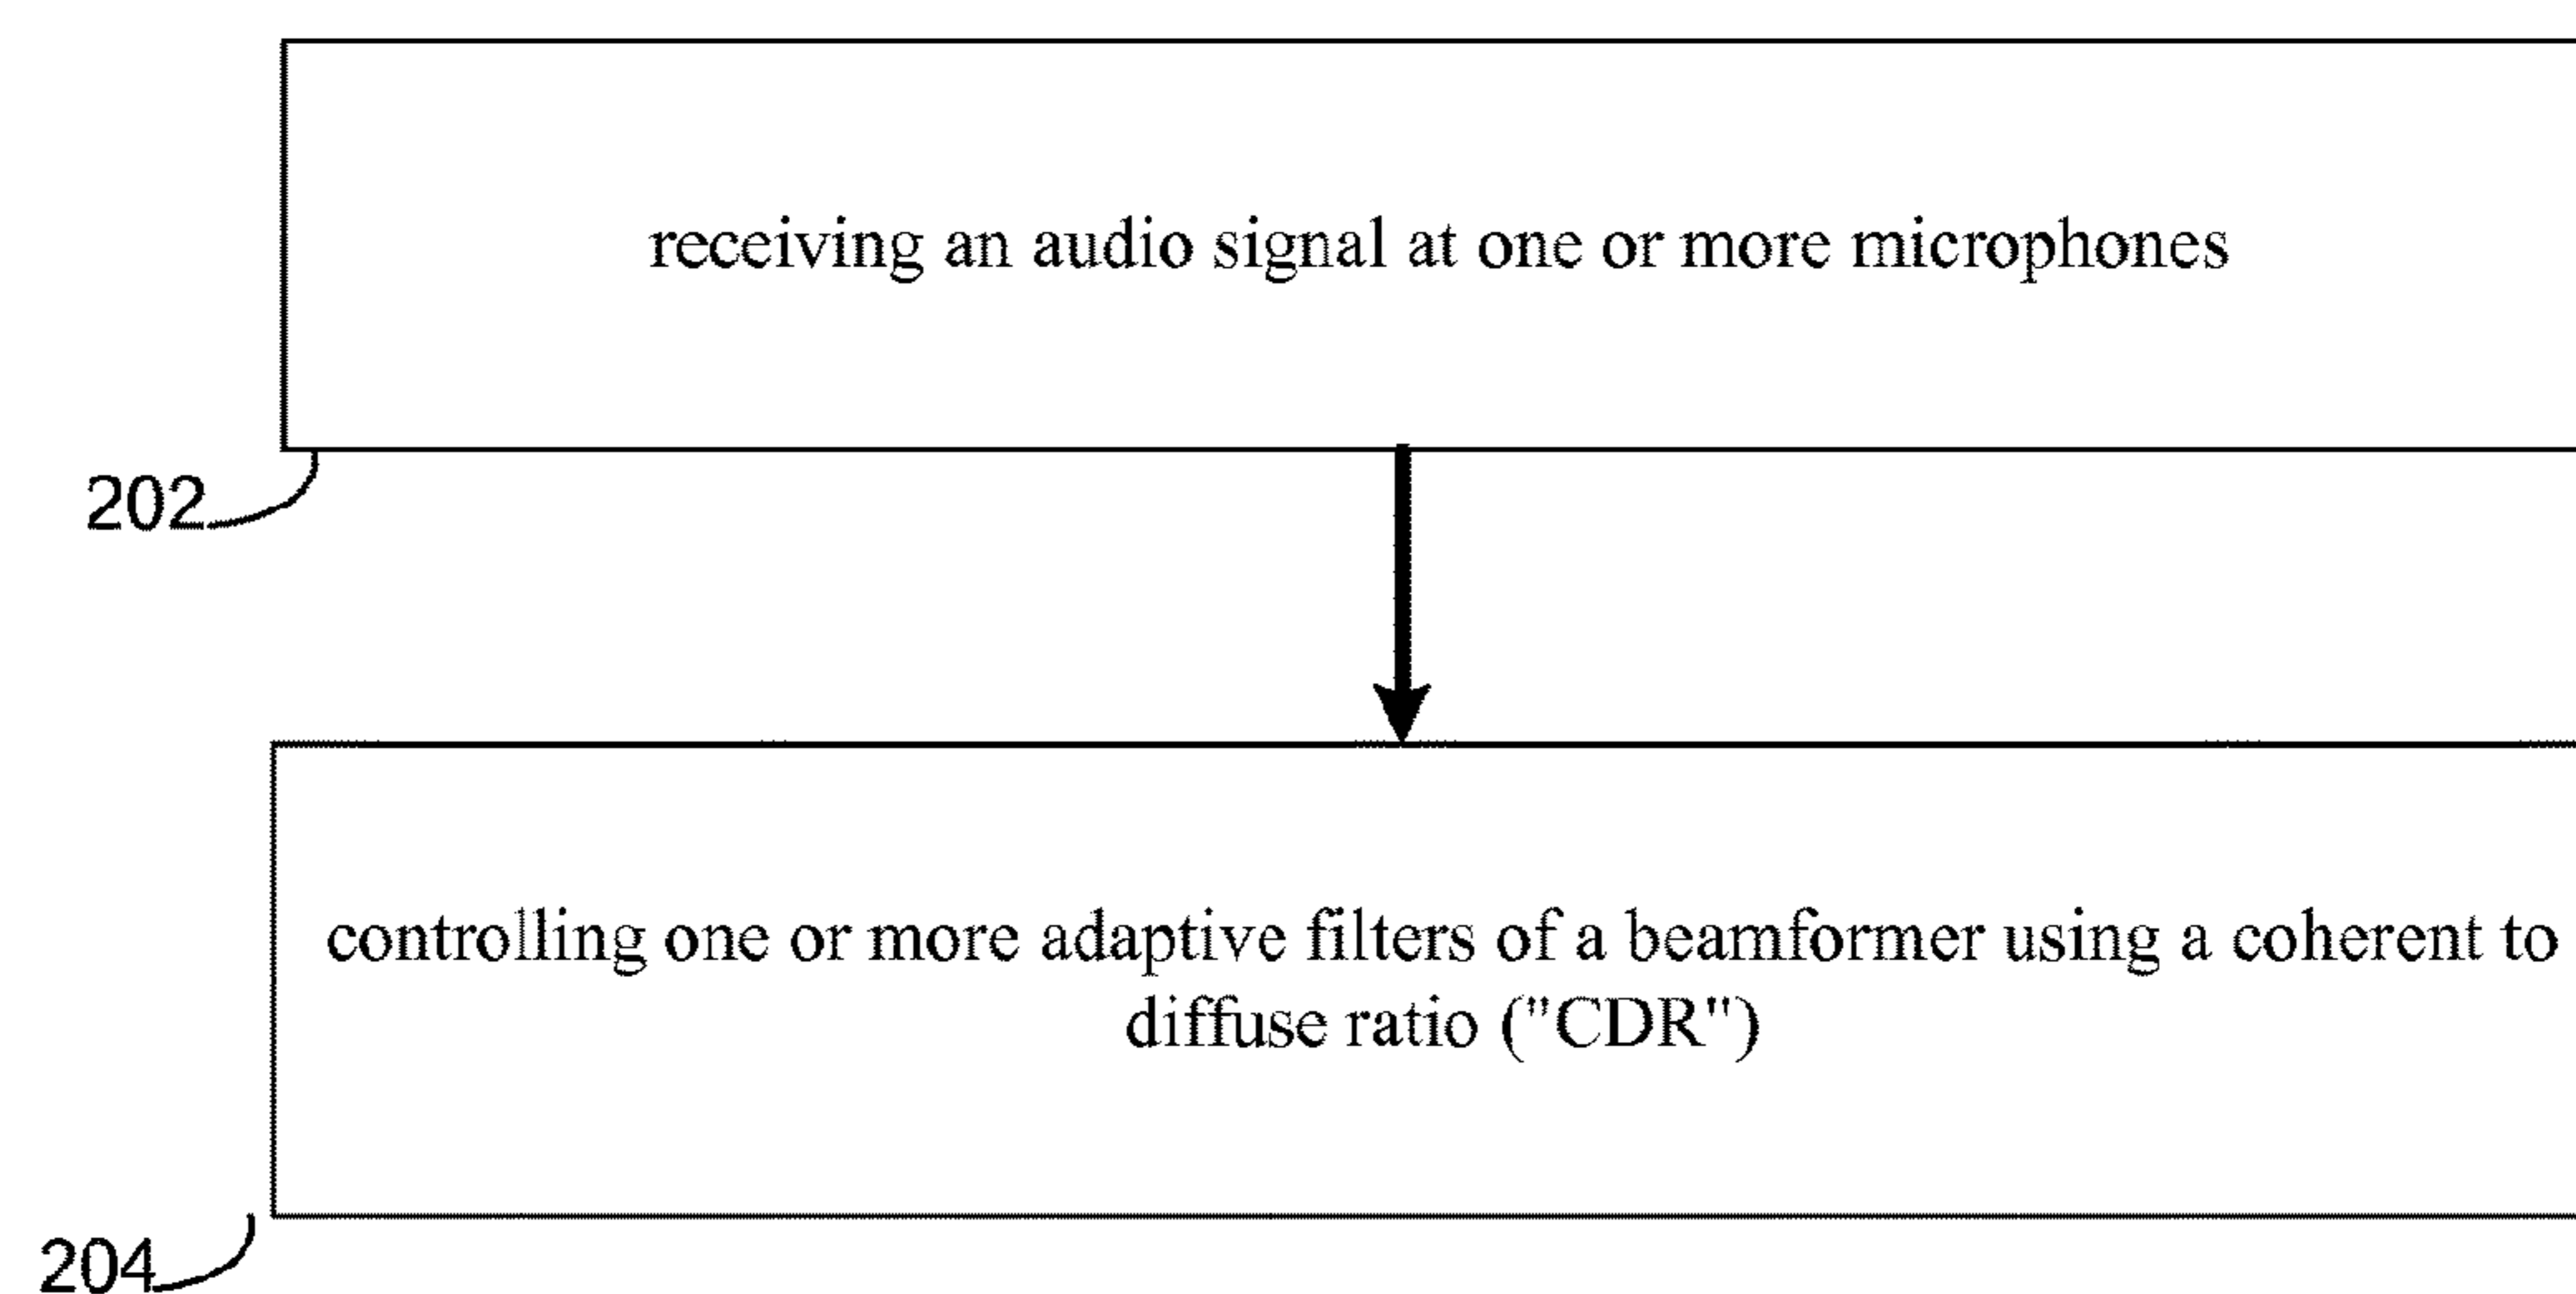 receiving an audio signal at one or more microphones
202
controlling one or more adaptive filters of a beamformer using a coherent to
diffuse ratio ("CDR")
204